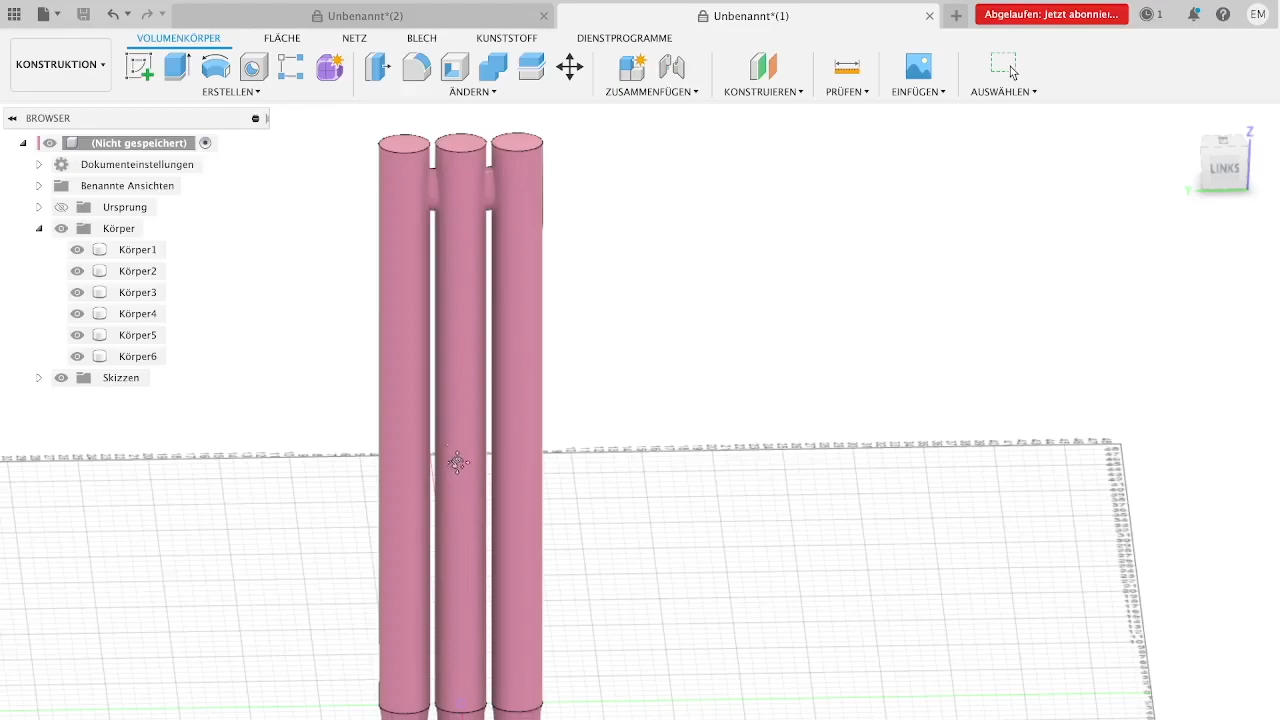 Unbenannt*(2)
Unbenannt*(1)
Abgelaufen: Jetzt abonniei...
1
EM
KONSTRUKTION
VOLUMENKÖRPER
FLÄCHE
NETZ
BLECH
KUNSTSTOFF
DIENSTPROGRAMME
ERSTELLEN
ÄNDERN
ZUSAMMENFÜGEN
KONSTRUIEREN
PRÜFEN
EINFÜGEN
AUSWÄHLEN
BROWSER
(Nicht gespeichert)
Dokumenteinstellungen
Benannte Ansichten
Ursprung
Körper
Körper1
Körper2
Körper3
Körper4
Körper5
Körper6
Skizzen
Z
LINKS
Y